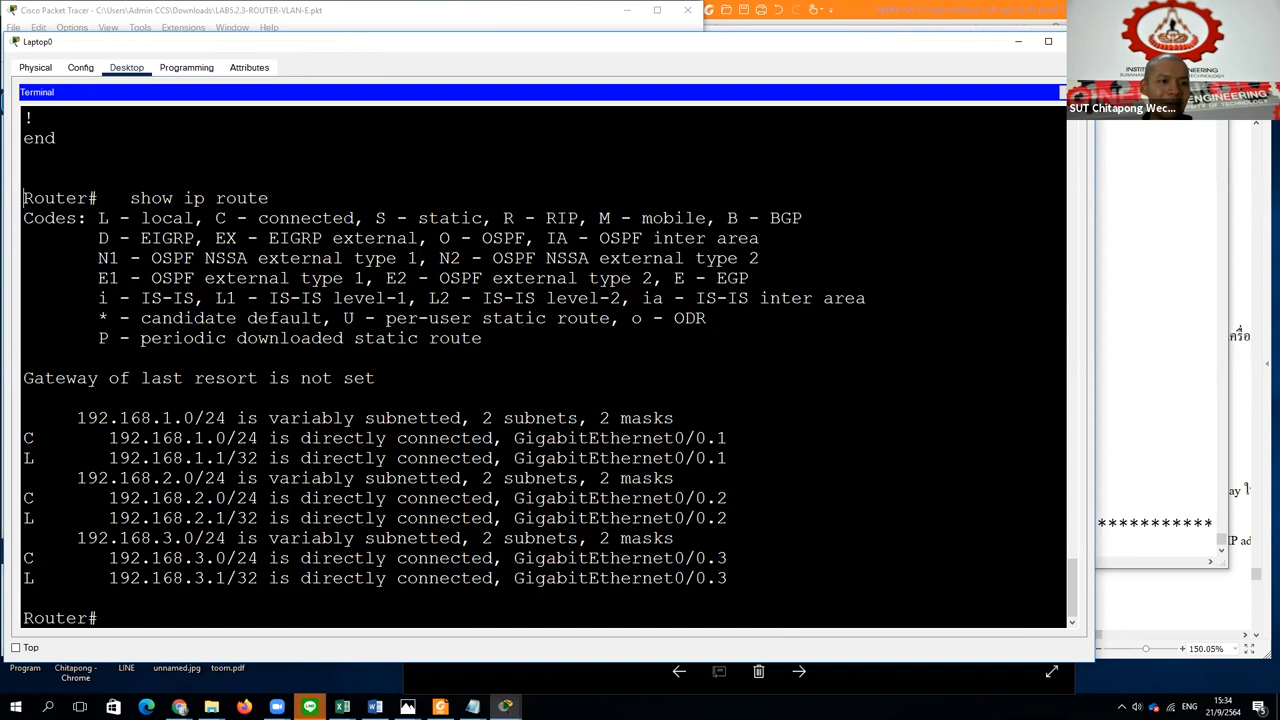 Cisco Packet Tracer - C:\Users\Admin CCS\Downloads\LAB5.2.3-ROUTER-VLAN-E.pkt
File Edit Options View Tools Extensions Window Help
Laptop0
Physical Config Desktop Programming Attributes
Terminal
SUT Chitapong Wec...
!
end
Router# show ip route
Codes: L - local, C - connected, S - static, R - RIP, M - mobile, B - BGP
D - EIGRP, EX - EIGRP external, O - OSPF, IA - OSPF inter area
N1 - OSPF NSSA external type 1, N2 - OSPF NSSA external type 2
E1 - OSPF external type 1, E2 - OSPF external type 2, E - EGP
i - IS-IS, L1 - IS-IS level-1, L2 - IS-IS level-2, ia - IS-IS inter area
* - candidate default, U - per-user static route, o - ODR
P - periodic downloaded static route
Gateway of last resort is not set
192.168.1.0/24 is variably subnetted, 2 subnets, 2 masks
C 192.168.1.0/24 is directly connected, GigabitEthernet0/0.1
L 192.168.1.1/32 is directly connected, GigabitEthernet0/0.1
192.168.2.0/24 is variably subnetted, 2 subnets, 2 masks
C 192.168.2.0/24 is directly connected, GigabitEthernet0/0.2
L 192.168.2.1/32 is directly connected, GigabitEthernet0/0.2
192.168.3.0/24 is variably subnetted, 2 subnets, 2 masks
C 192.168.3.0/24 is directly connected, GigabitEthernet0/0.3
L 192.168.3.1/32 is directly connected, GigabitEthernet0/0.3
Router#
***********
Top
150.05%
Program Chitapong - Chrome LINE unnamed.jpg toom.pdf
ENG
15:34
21/9/2564